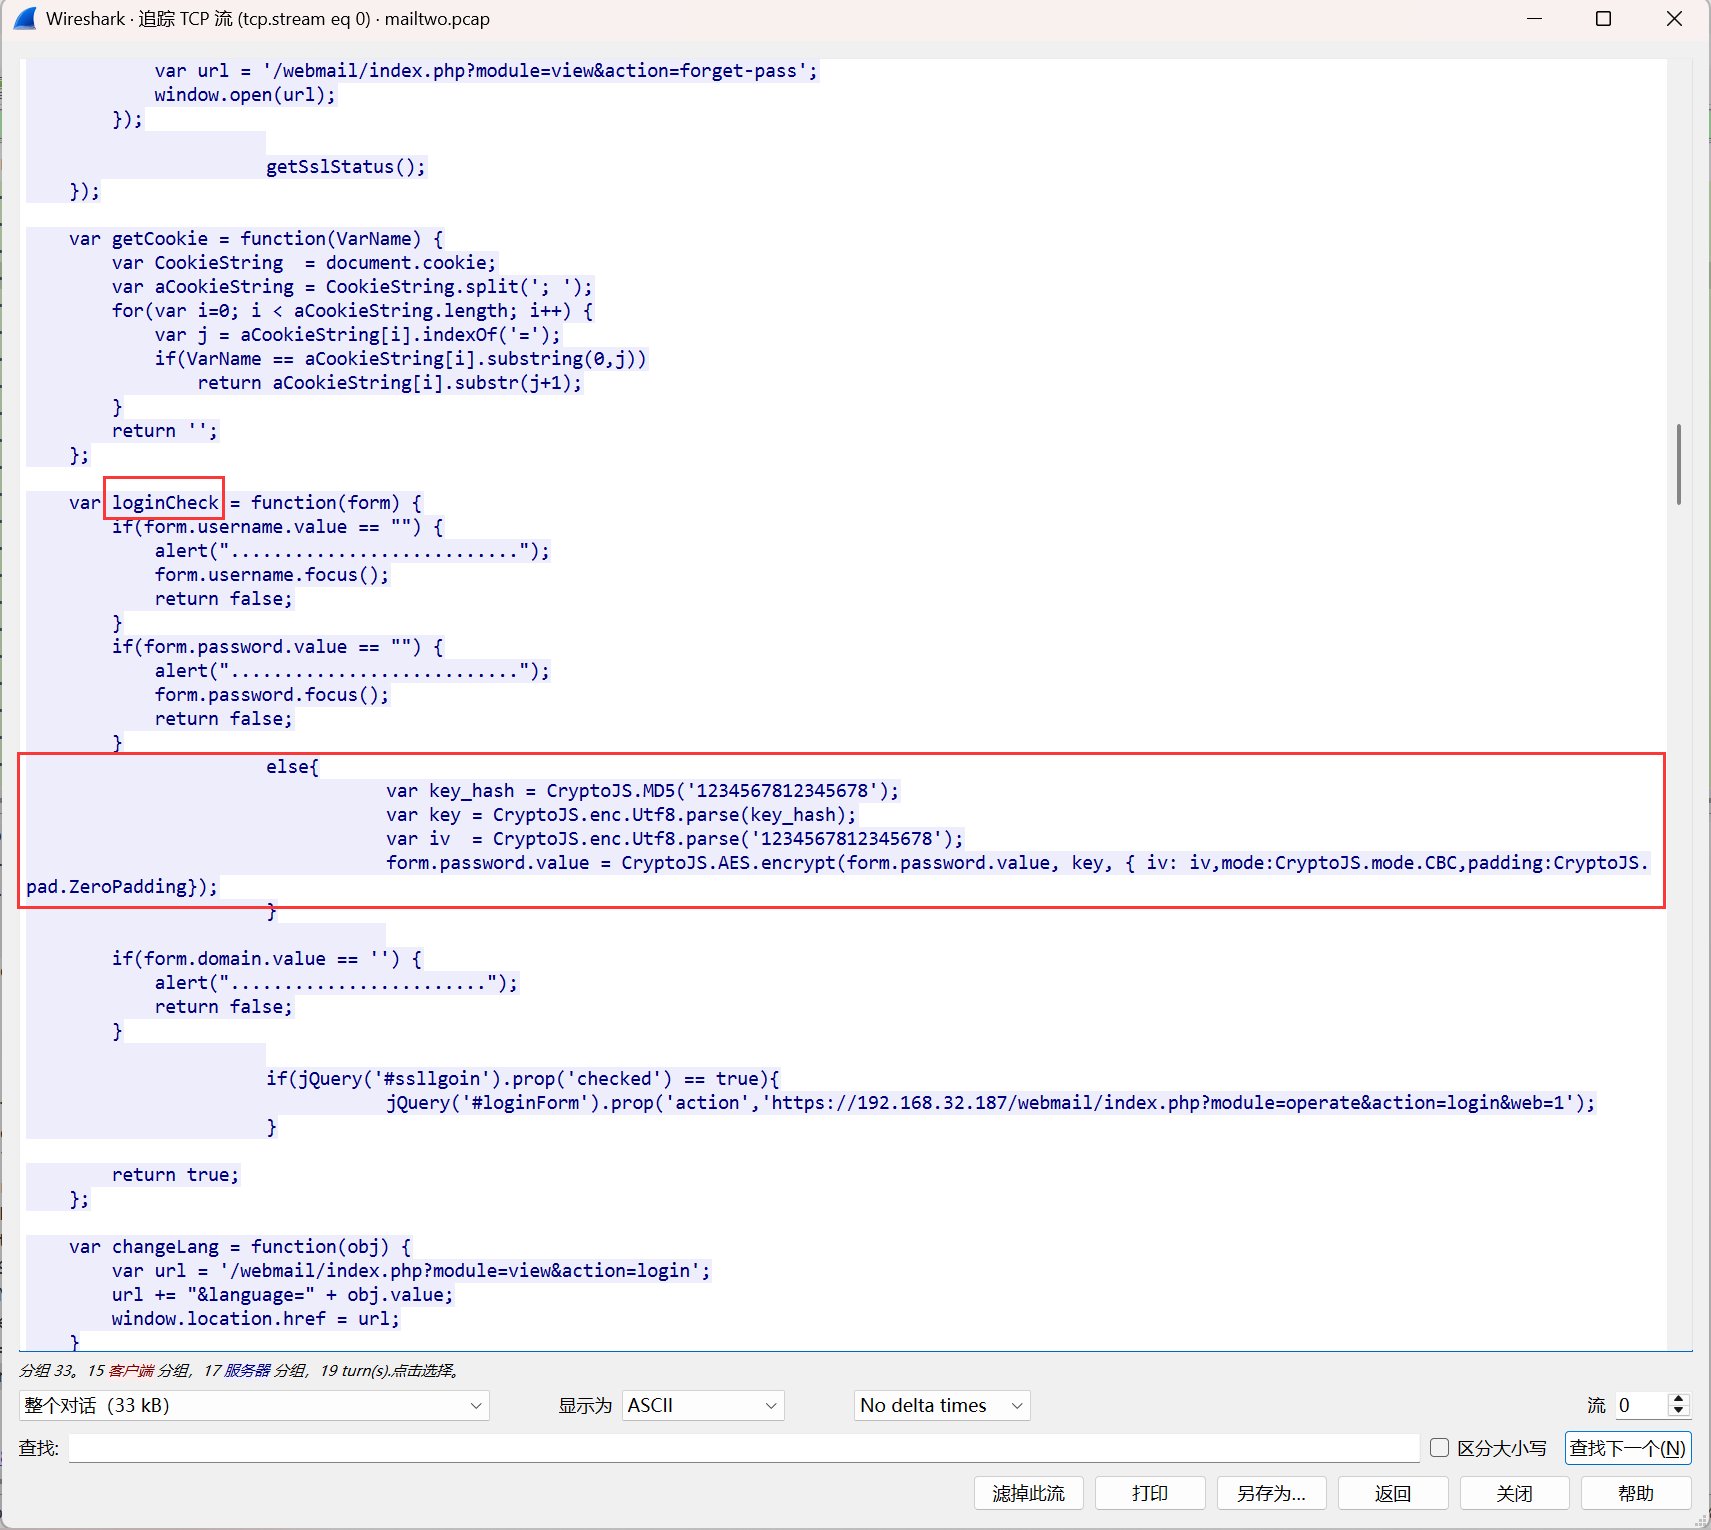 Wireshark · 追踪 TCP 流 (tcp.stream eq 0) · mailtwo.pcap
var url = '/webmail/index.php?module=view&action=forget-pass';
window.open(url);
});
getSslStatus();
});
var getCookie = function(VarName) {
var CookieString  = document.cookie;
var aCookieString = CookieString.split('; ');
for(var i=0; i < aCookieString.length; i++) {
var j = aCookieString[i].indexOf('=');
if(VarName == aCookieString[i].substring(0,j))
return aCookieString[i].substr(j+1);
}
return '';
};
var loginCheck = function(form) {
if(form.username.value == "") {
alert("...........................");
form.username.focus();
return false;
}
if(form.password.value == "") {
alert("...........................");
form.password.focus();
return false;
}
else{
var key_hash = CryptoJS.MD5('1234567812345678');
var key = CryptoJS.enc.Utf8.parse(key_hash);
var iv  = CryptoJS.enc.Utf8.parse('1234567812345678');
form.password.value = CryptoJS.AES.encrypt(form.password.value, key, { iv: iv,mode:CryptoJS.mode.CBC,padding:CryptoJS.
pad.ZeroPadding});
}
if(form.domain.value == '') {
alert("........................");
return false;
}
if(jQuery('#ssllgoin').prop('checked') == true){
jQuery('#loginForm').prop('action','https://192.168.32.187/webmail/index.php?module=operate&action=login&web=1');
}
return true;
};
var changeLang = function(obj) {
var url = '/webmail/index.php?module=view&action=login';
url += "&language=" + obj.value;
window.location.href = url;
}
分组 33。15 客户端 分组，17 服务器 分组，19 turn(s).点击选择。
整个对话（33 kB） 显示为 ASCII No delta times 流 0
查找: 区分大小写 查找下一个(N)
滤掉此流 打印 另存为... 返回 关闭 帮助